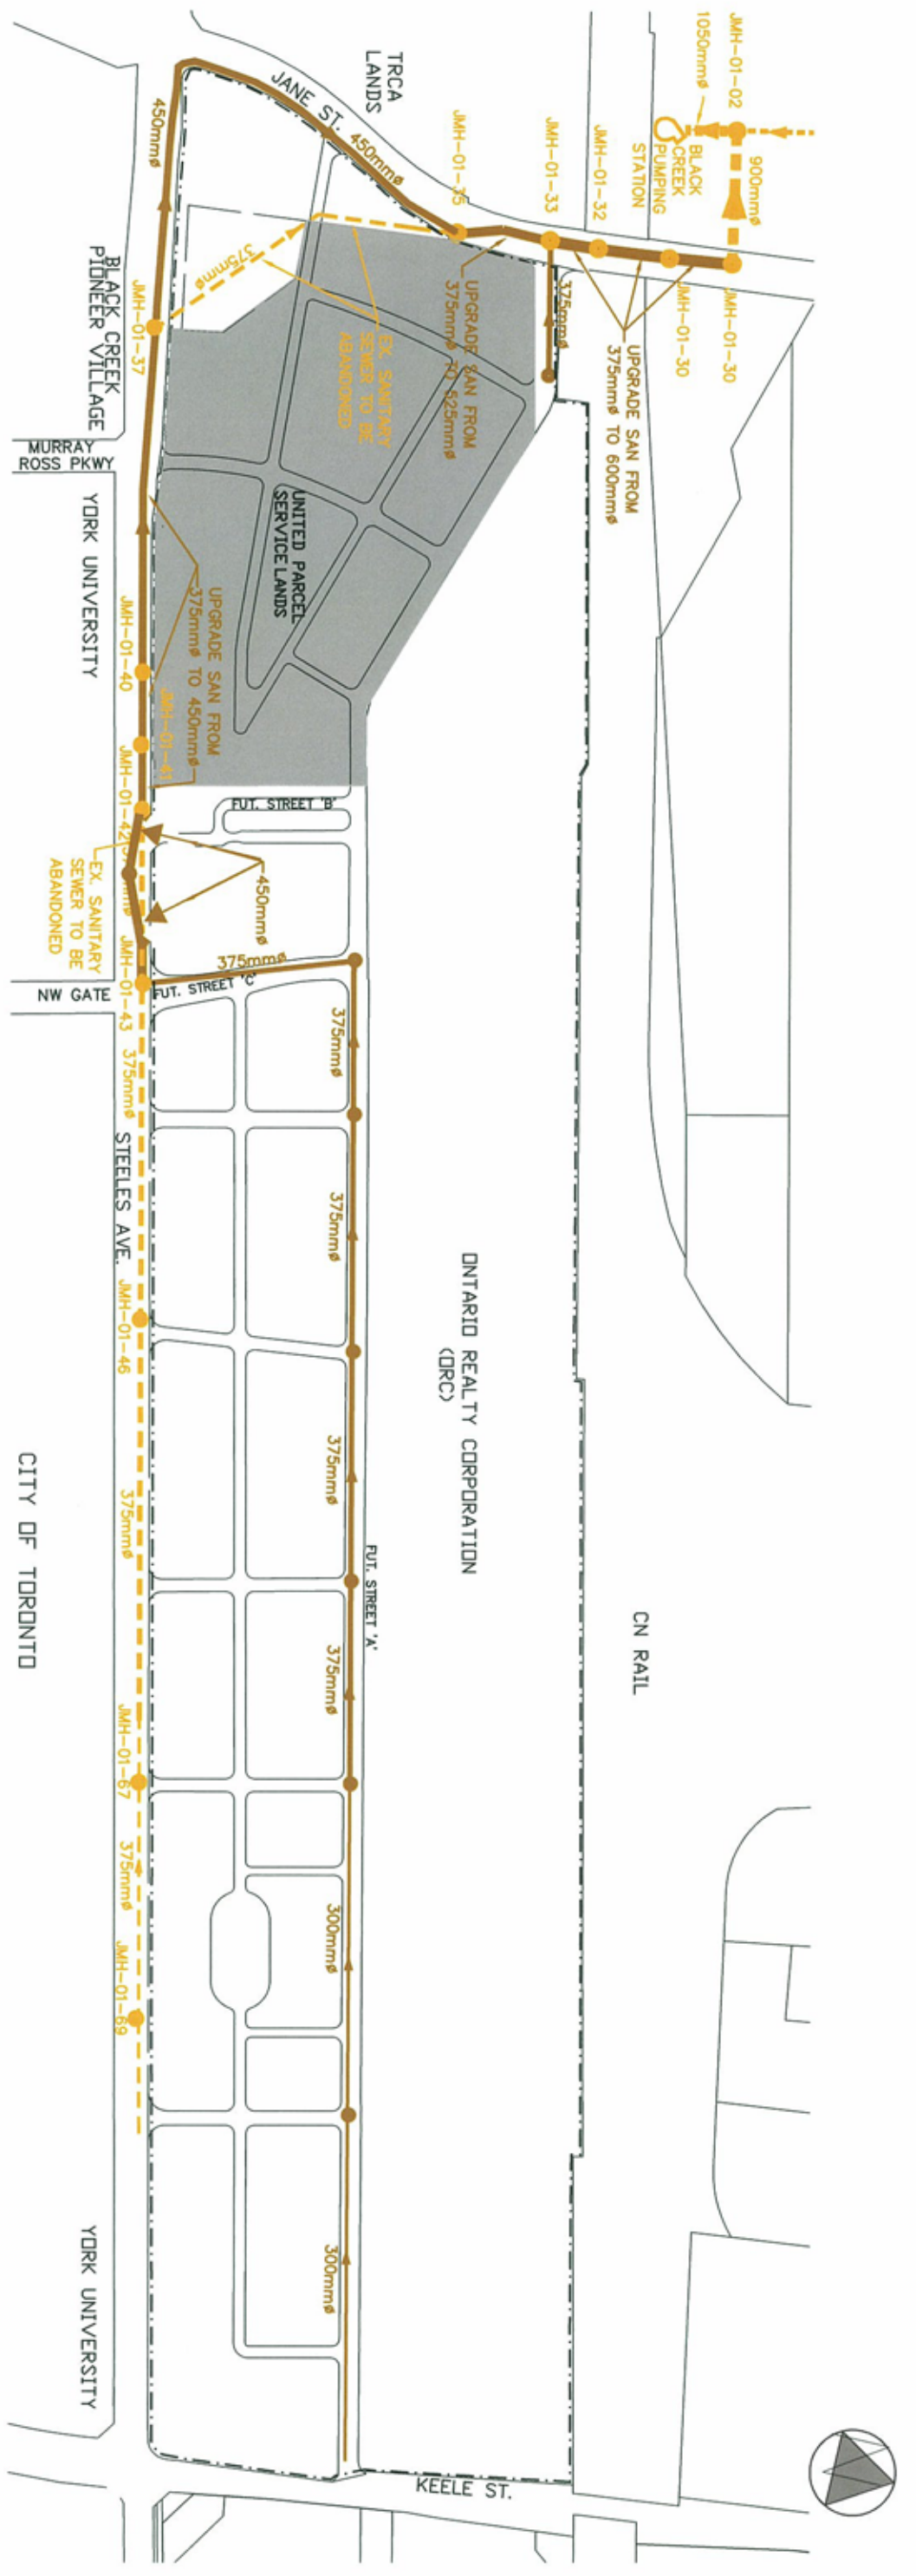 JMH-01-02
1050mmø
BLACK
CREEK
PUMPING
STATION
900mmø
JMH-01-30
JMH-01-30
JMH-01-32
JMH-01-33
JMH-01-35
TRCA
LANDS
JANE ST.
450mmø
450mmø
375mmø
375mmø
UPGRADE SAN FROM
375mmø TO 600mmø
UPGRADE SAN FROM
375mmø TO 525mmø
EX. SANITARY
SEWER TO BE
ABANDONED
BLACK CREEK
PIONEER VILLAGE
JMH-01-37
MURRAY
ROSS PKWY
YORK UNIVERSITY
UNITED PARCEL
SERVICE LANDS
UPGRADE SAN FROM
375mmø TO 450mmø
JMH-01-40
JMH-01-41
JMH-01-42
FUT. STREET 'B'
450mmø
EX. SANITARY
SEWER TO BE
ABANDONED
JMH-01-43
NW GATE
375mmø
FUT. STREET 'C'
375mmø
375mmø
STEELES AVE.
375mmø
JMH-01-46
ONTARIO REALTY CORPORATION
(ORC)
375mmø
375mmø
FUT. STREET 'A'
CITY OF TORONTO
CN RAIL
375mmø
JMH-01-67
375mmø
300mmø
JMH-01-69
300mmø
YORK UNIVERSITY
KEELE ST.